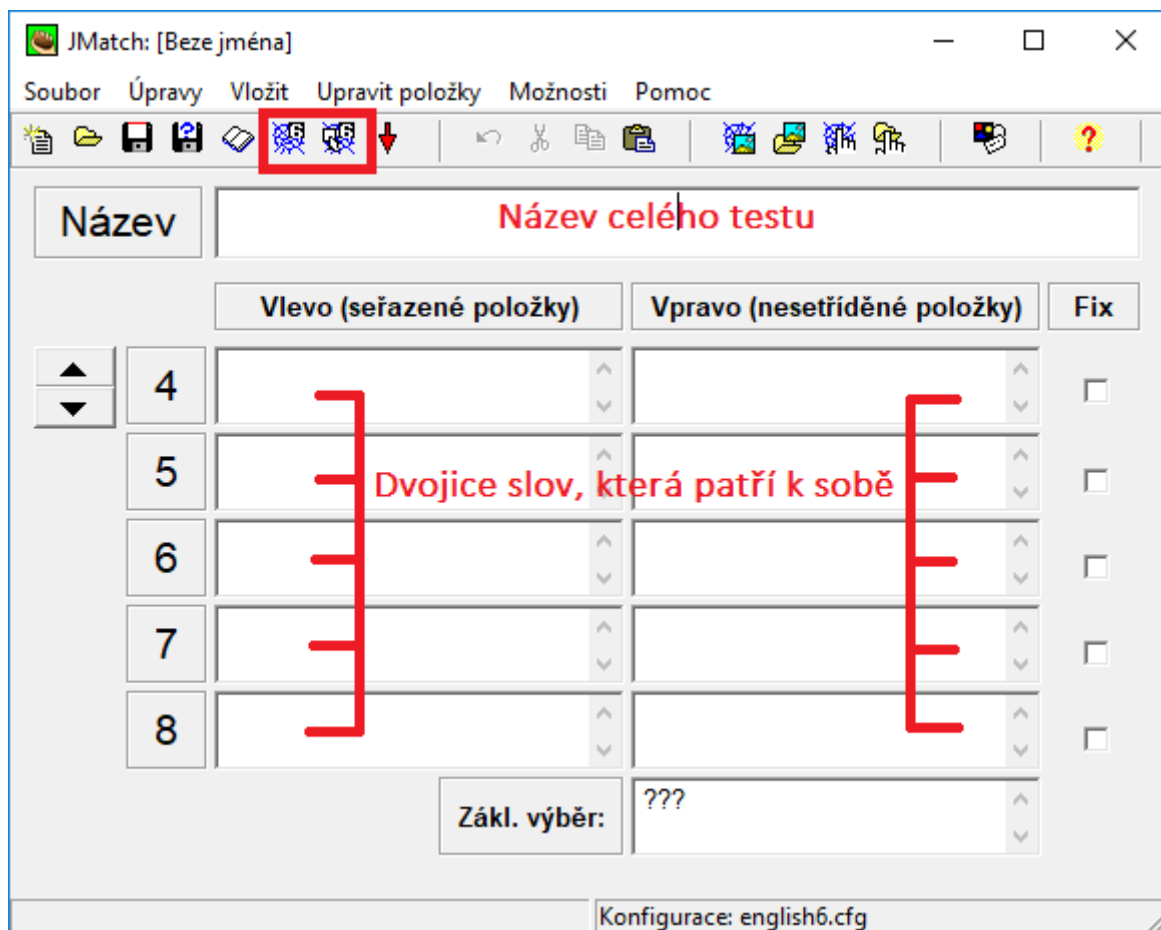 JMatch: [Beze jména]
Soubor Úpravy Vložit Upravit položky Možnosti Pomoc
Název
Název celého testu
Vlevo (seřazené položky) Vpravo (nesetříděné položky) Fix
4
5
Dvojice slov, která patří k sobě
6
7
8
Zákl. výběr:
???
Konfigurace: english6.cfg